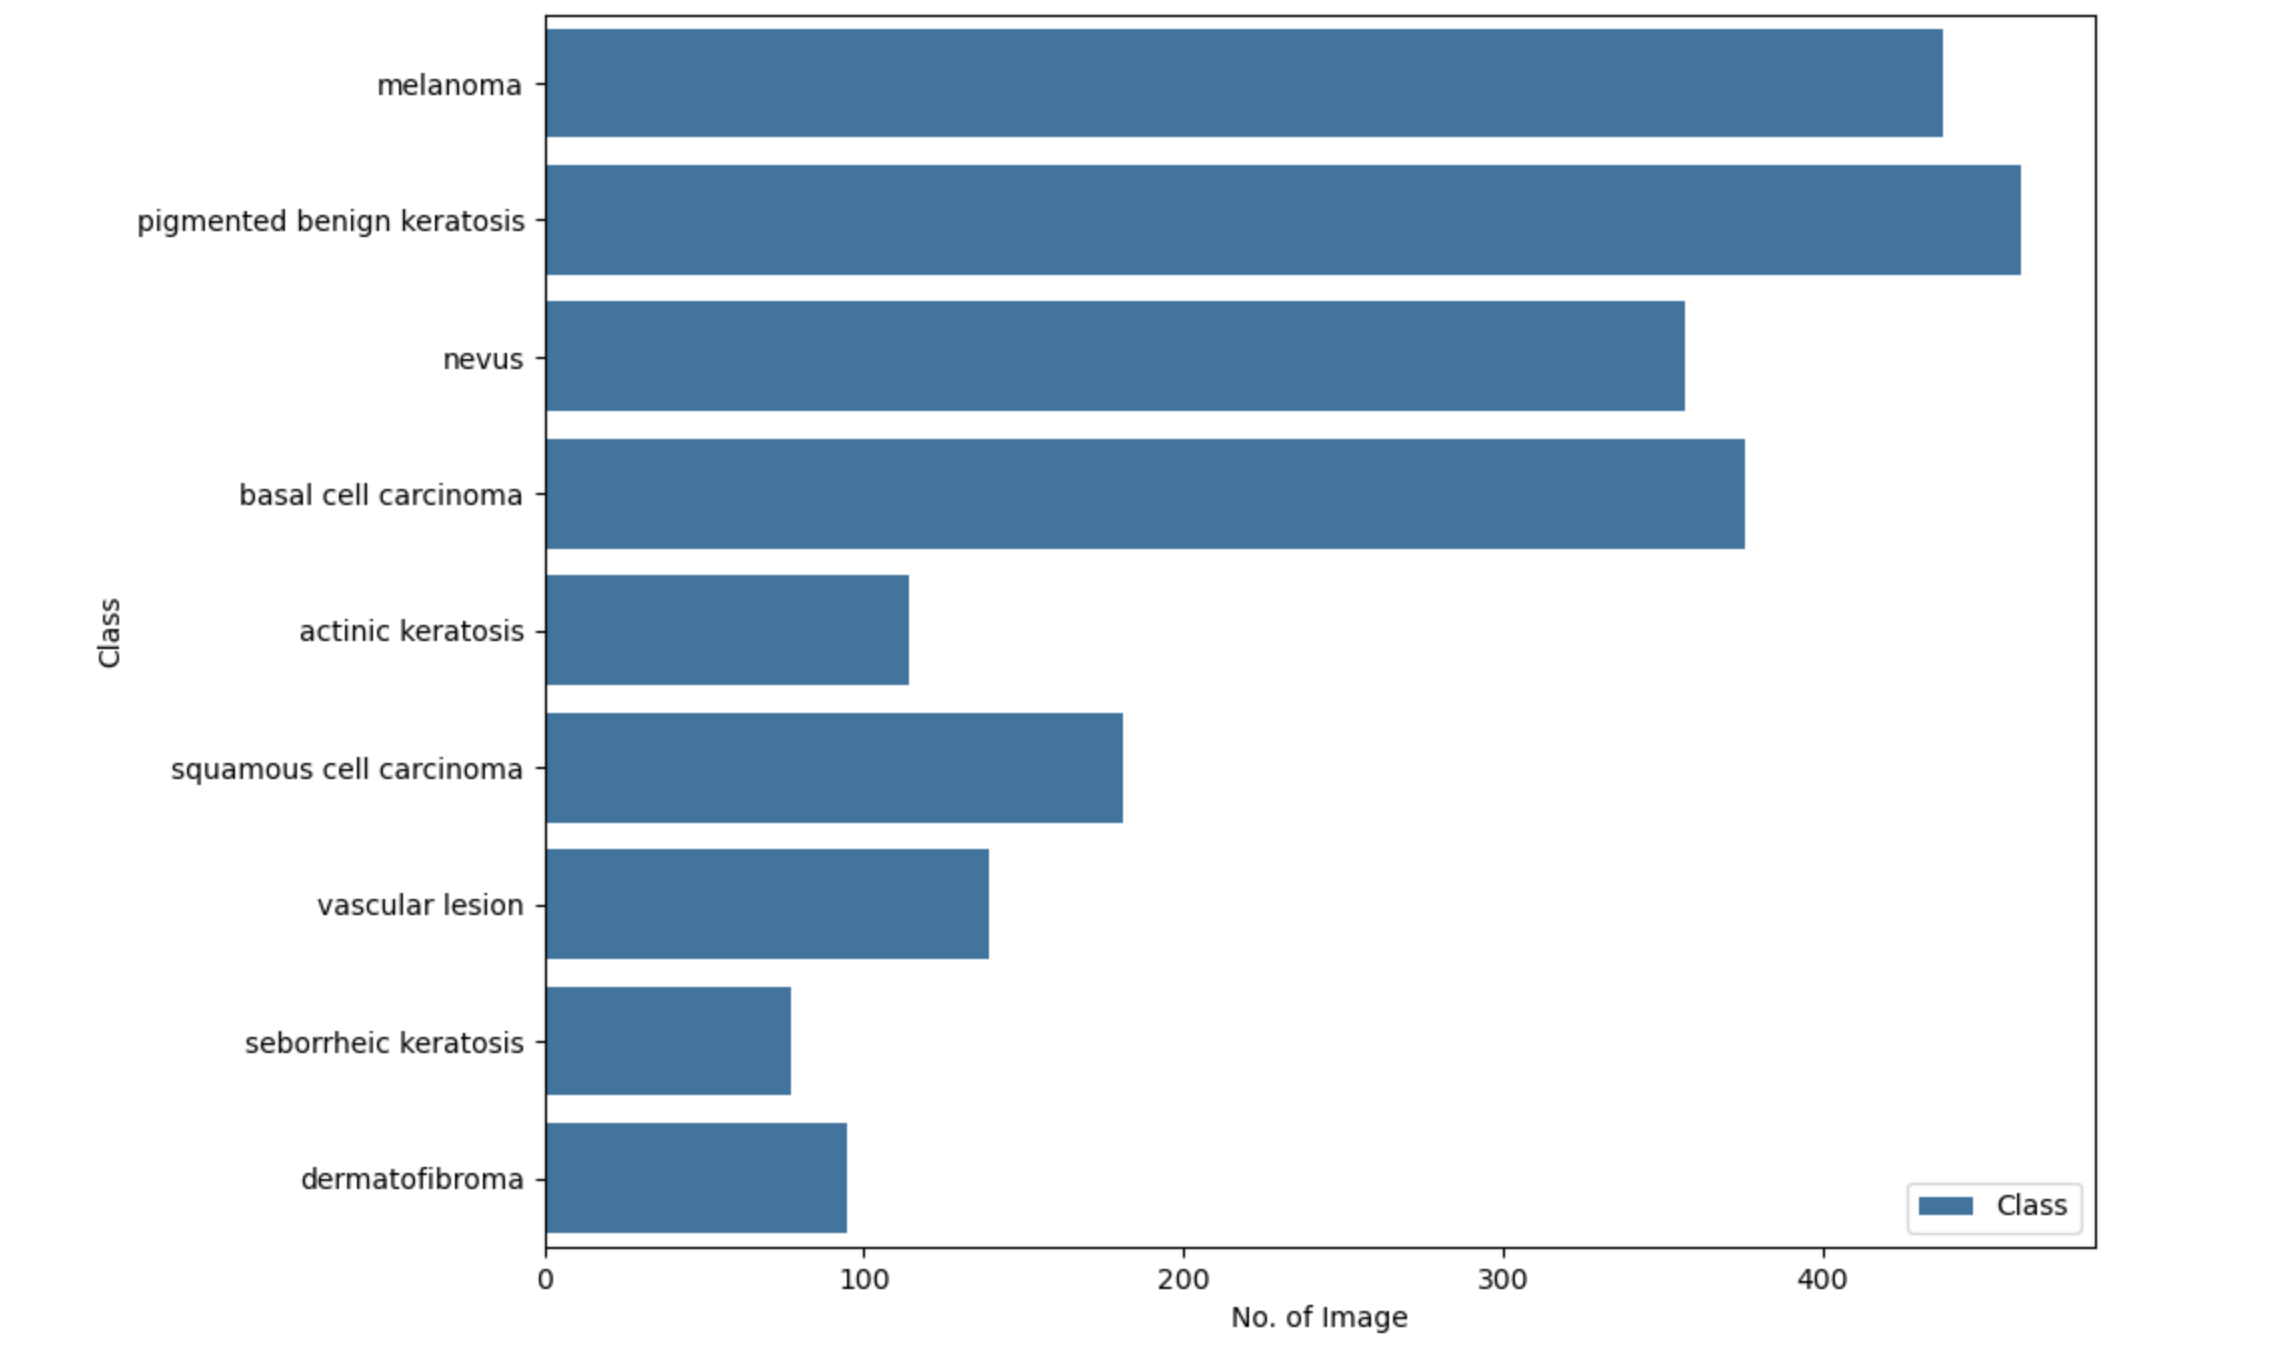 melanoma
pigmented benign keratosis
nevus
basal cell carcinoma
actinic keratosis
squamous cell carcinoma
vascular lesion
seborrheic keratosis
dermatofibroma
Class
Class
0 100 200 300 400
No. of Image